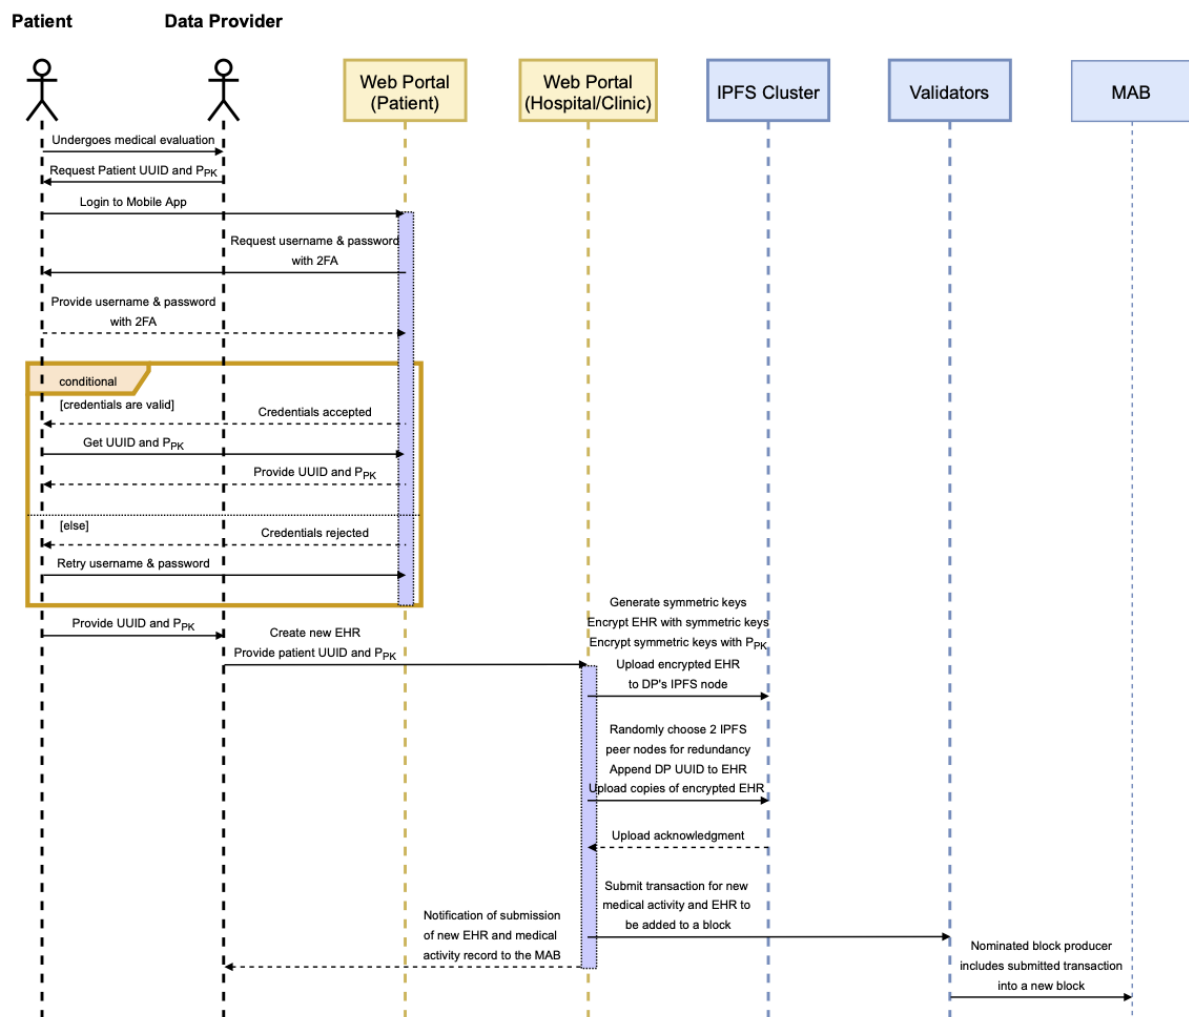 Patient
Data Provider
Web Portal
(Patient)
Web Portal
(Hospital/Clinic)
IPFS Cluster
Validators
MAB
Undergoes medical evaluation
Request Patient UUID and PPK
Login to Mobile App
Request username & password
with 2FA
Provide username & password
with 2FA
conditional
[credentials are valid]
Credentials accepted
Get UUID and PPK
Provide UUID and PPK
[else]
Credentials rejected
Retry username & password
Provide UUID and PPK
Create new EHR
Provide patient UUID and PPK
Generate symmetric keys
Encrypt EHR with symmetric keys
Encrypt symmetric keys with PPK
Upload encrypted EHR
to DP's IPFS node
Randomly choose 2 IPFS
peer nodes for redundancy
Append DP UUID to EHR
Upload copies of encrypted EHR
Upload acknowledgment
Submit transaction for new
medical activity and EHR to
be added to a block
Notification of submission
of new EHR and medical
activity record to the MAB
Nominated block producer
includes submitted transaction
into a new block